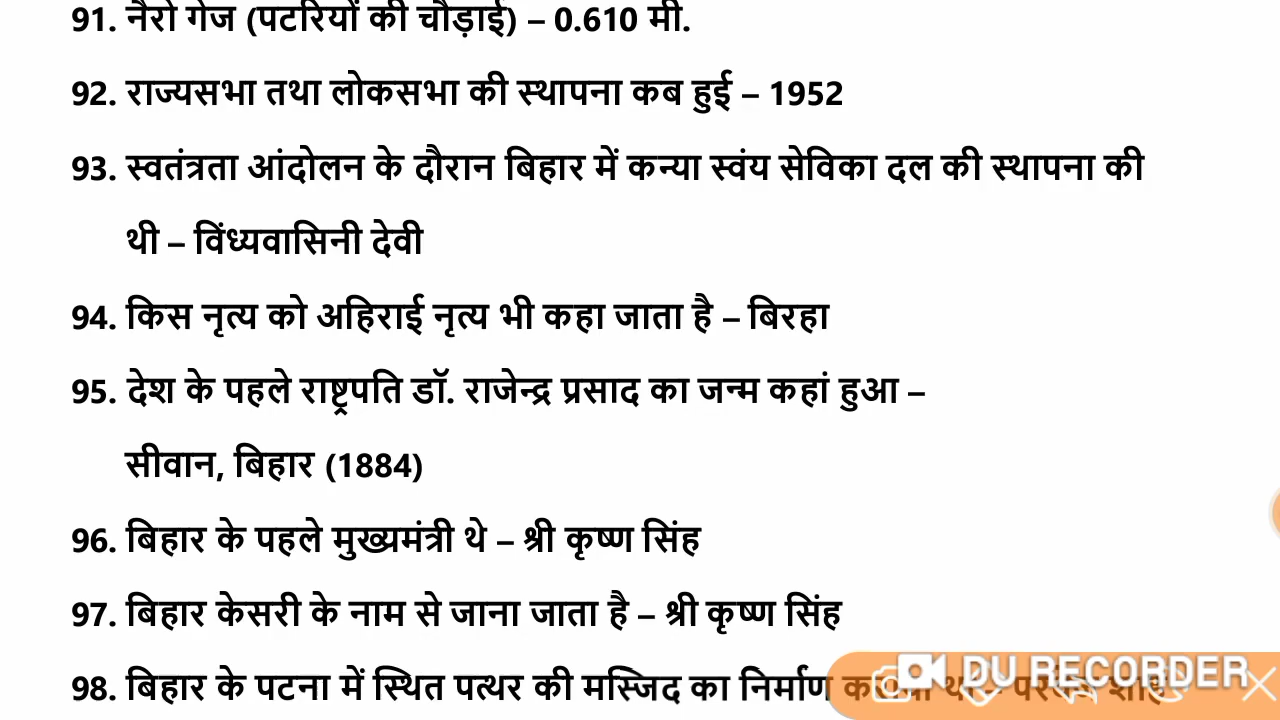 91. नैरो गेज (पटरियों की चौड़ाई) – 0.610 मी.
92. राज्यसभा तथा लोकसभा की स्थापना कब हुई – 1952
93. स्वतंत्रता आंदोलन के दौरान बिहार में कन्या स्वंय सेविका दल की स्थापना की
थी – विंध्यवासिनी देवी
94. किस नृत्य को अहिराई नृत्य भी कहा जाता है – बिरहा
95. देश के पहले राष्ट्रपति डॉ. राजेन्द्र प्रसाद का जन्म कहां हुआ –
सीवान, बिहार (1884)
96. बिहार के पहले मुख्यमंत्री थे – श्री कृष्ण सिंह
97. बिहार केसरी के नाम से जाना जाता है – श्री कृष्ण सिंह
98. बिहार के पटना में स्थित पत्थर की मस्जिद का निर्माण
DU RECORDER